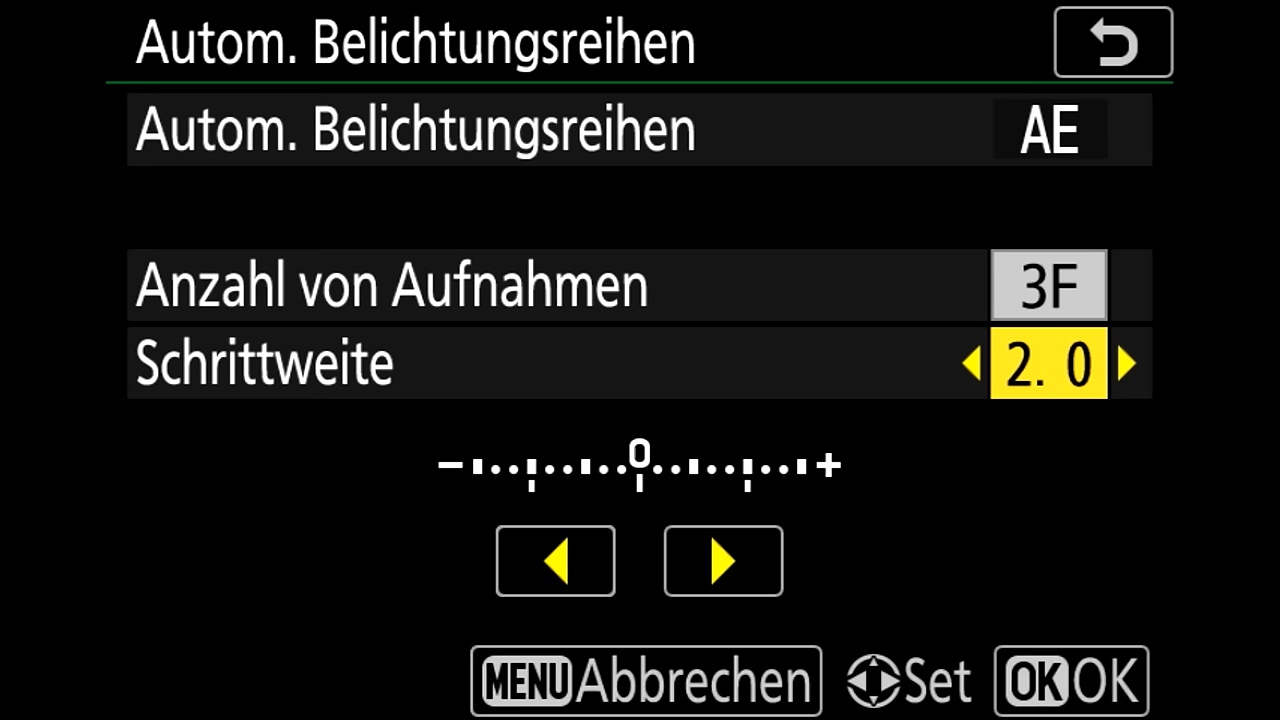 Autom. Belichtungsreihen
Autom. Belichtungsreihen AE
Anzahl von Aufnahmen 3F
Schrittweite 2. 0
- 0 +
MENU Abbrechen Set OK OK